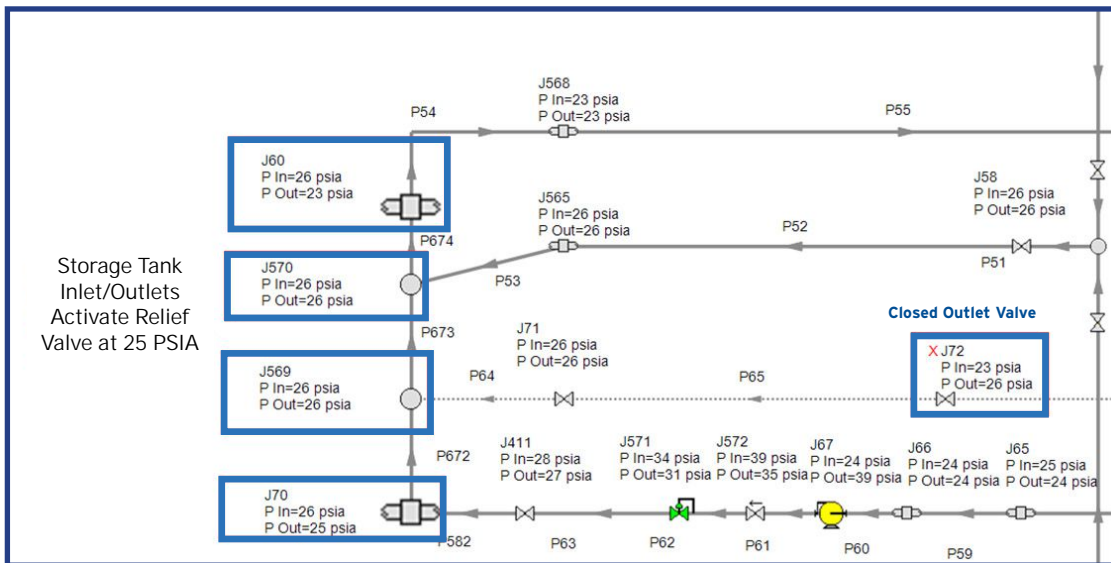 J568
P In=23 psia
P Out=23 psia
P54
P55
J60
P In=26 psia
P Out=23 psia
J58
P In=26 psia
P Out=26 psia
J565
P In=26 psia
P Out=26 psia
P52
P674
P51
Storage Tank
Inlet/Outlets
Activate Relief
Valve at 25 PSIA
J570
P In=26 psia
P Out=26 psia
P53
Closed Outlet Valve
P673
J71
P In=26 psia
P Out=26 psia
X J72
P In=23 psia
P Out=26 psia
J569
P In=26 psia
P Out=26 psia
P64
P65
P672
J411
P In=28 psia
P Out=27 psia
J571
P In=34 psia
P Out=31 psia
J572
P In=39 psia
P Out=35 psia
J67
P In=24 psia
P Out=39 psia
J66
P In=24 psia
P Out=24 psia
J65
P In=25 psia
P Out=24 psia
J70
P In=26 psia
P Out=25 psia
P582
P63
P62
P61
P60
P59